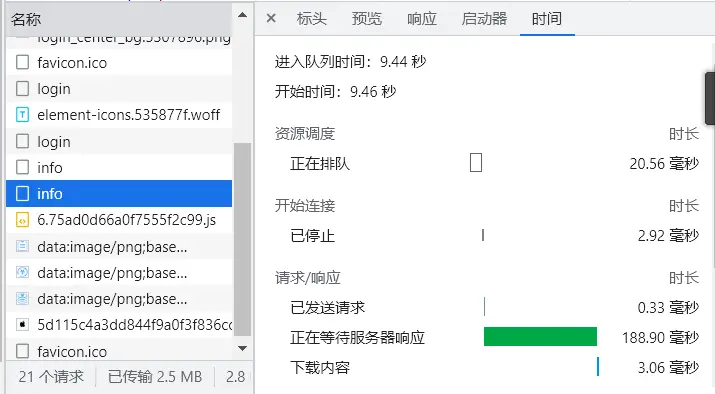 名称
login_center_bg.5307896.png
favicon.ico
login
element-icons.535877f.woff
login
info
info
6.75ad0d66a0f7555f2c99.js
data:image/png;base...
data:image/png;base...
data:image/png;base...
5d115c4a3dd844f9a0f3f836cc
favicon.ico
21 个请求 已传输 2.5 MB 2.8
标头 预览 响应 启动器 时间
进入队列时间:9.44 秒
开始时间:9.46 秒
资源调度 时长
正在排队 20.56 毫秒
开始连接 时长
已停止 2.92 毫秒
请求/响应 时长
已发送请求 0.33 毫秒
正在等待服务器响应 188.90 毫秒
下载内容 3.06 毫秒